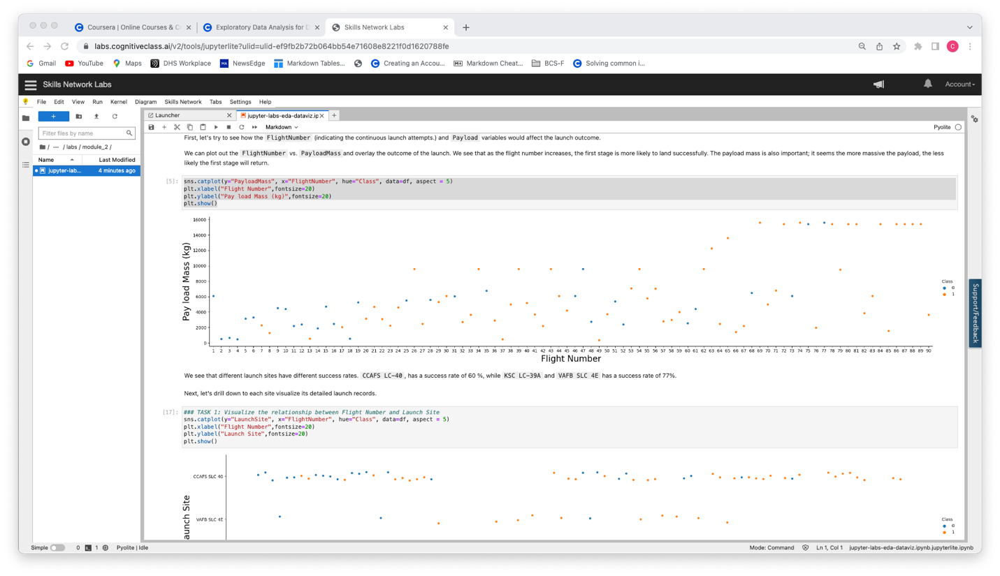 Coursera | Online Courses & C
Exploratory Data Analysis for D
Skills Network Labs
labs.cognitiveclass.ai/v2/tools/jupyterlite?ulid=ulid-ef9fb2b72b064bb54e71608e8221f0d1620788fe
C
Gmail YouTube Maps DHS Workplace NewsEdge Markdown Tables... Creating an Accou... Markdown Cheat... BCS-F Solving common i...
Skills Network Labs Account
File Edit View Run Kernel Diagram Skills Network Tabs Settings Help
Launcher jupyter-labs-eda-dataviz.ip
Filter files by name
Markdown
Pyolite
/ ··· / labs / module_2 /
Name Last Modified
jupyter-lab... 4 minutes ago
First, let's try to see how the FlightNumber (indicating the continuous launch attempts.) and Payload variables would affect the launch outcome.
We can plot out the FlightNumber vs. PayloadMass and overlay the outcome of the launch. We see that as the flight number increases, the first stage is more likely to land successfully. The payload mass is also important; it seems the more massive the payload, the less
likely the first stage will return.
[5]: sns.catplot(y="PayloadMass", x="FlightNumber", hue="Class", data=df, aspect = 5)
plt.xlabel("Flight Number",fontsize=20)
plt.ylabel("Pay load Mass (kg)",fontsize=20)
plt.show()
16000
14000
12000
10000
8000
6000
4000
2000
0
Pay load Mass (kg)
Class
0
1
1 2 3 4 5 6 7 8 9 10 11 12 13 14 15 16 17 18 19 20 21 22 23 24 25 26 27 28 29 30 31 32 33 34 35 36 37 38 39 40 41 42 43 44 45 46 47 48 49 50 51 52 53 54 55 56 57 58 59 60 61 62 63 64 65 66 67 68 69 70 71 72 73 74 75 76 77 78 79 80 81 82 83 84 85 86 87 88 89 90
Flight Number
Support/Feedback
We see that different launch sites have different success rates. CCAFS LC-40, has a success rate of 60 %, while KSC LC-39A and VAFB SLC 4E has a success rate of 77%.
Next, let's drill down to each site visualize its detailed launch records.
[17]: ### TASK 1: Visualize the relationship between Flight Number and Launch Site
sns.catplot(y="LaunchSite", x="FlightNumber", hue="Class", data=df, aspect = 5)
plt.xlabel("Flight Number",fontsize=20)
plt.ylabel("Launch Site",fontsize=20)
plt.show()
CCAFS SLC 40
VAFB SLC 4E
aunch Site
Class
0
1
Simple 0 1 Pyolite | Idle Mode: Command Ln 1, Col 1 jupyter-labs-eda-dataviz.ipynb.jupyterlite.ipynb